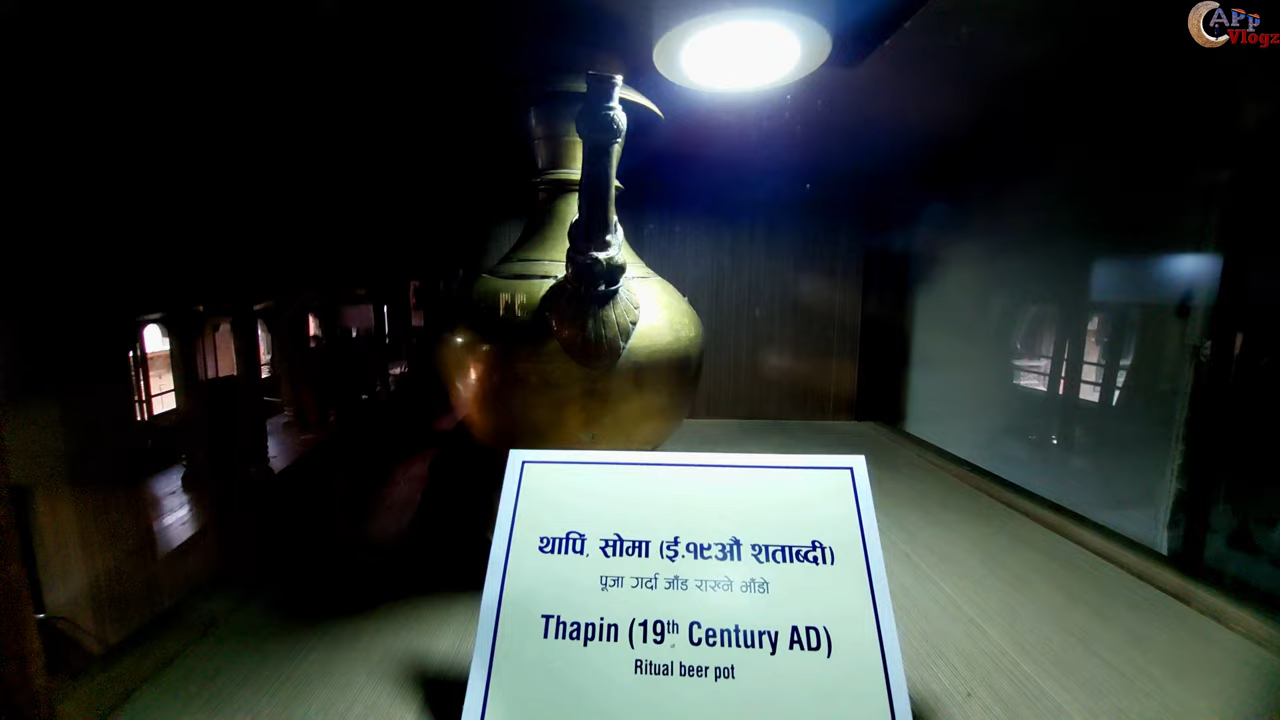 APP
Vlogz
थापिं, सोमा (ई.१९औं शताब्दी)
पूजा गर्दा जाँड राख्ने भाँडो
Thapin (19th Century AD)
Ritual beer pot